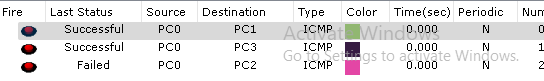 Fire Last Status Source Destination Type Color Time(sec) Periodic Num
Successful PC0 PC1 ICMP 0.000 N 0
Successful PC0 PC3 ICMP 0.000 N 1
Failed PC0 PC2 ICMP 0.000 N 2
Activate Windows
Go to Settings to activate Windows.